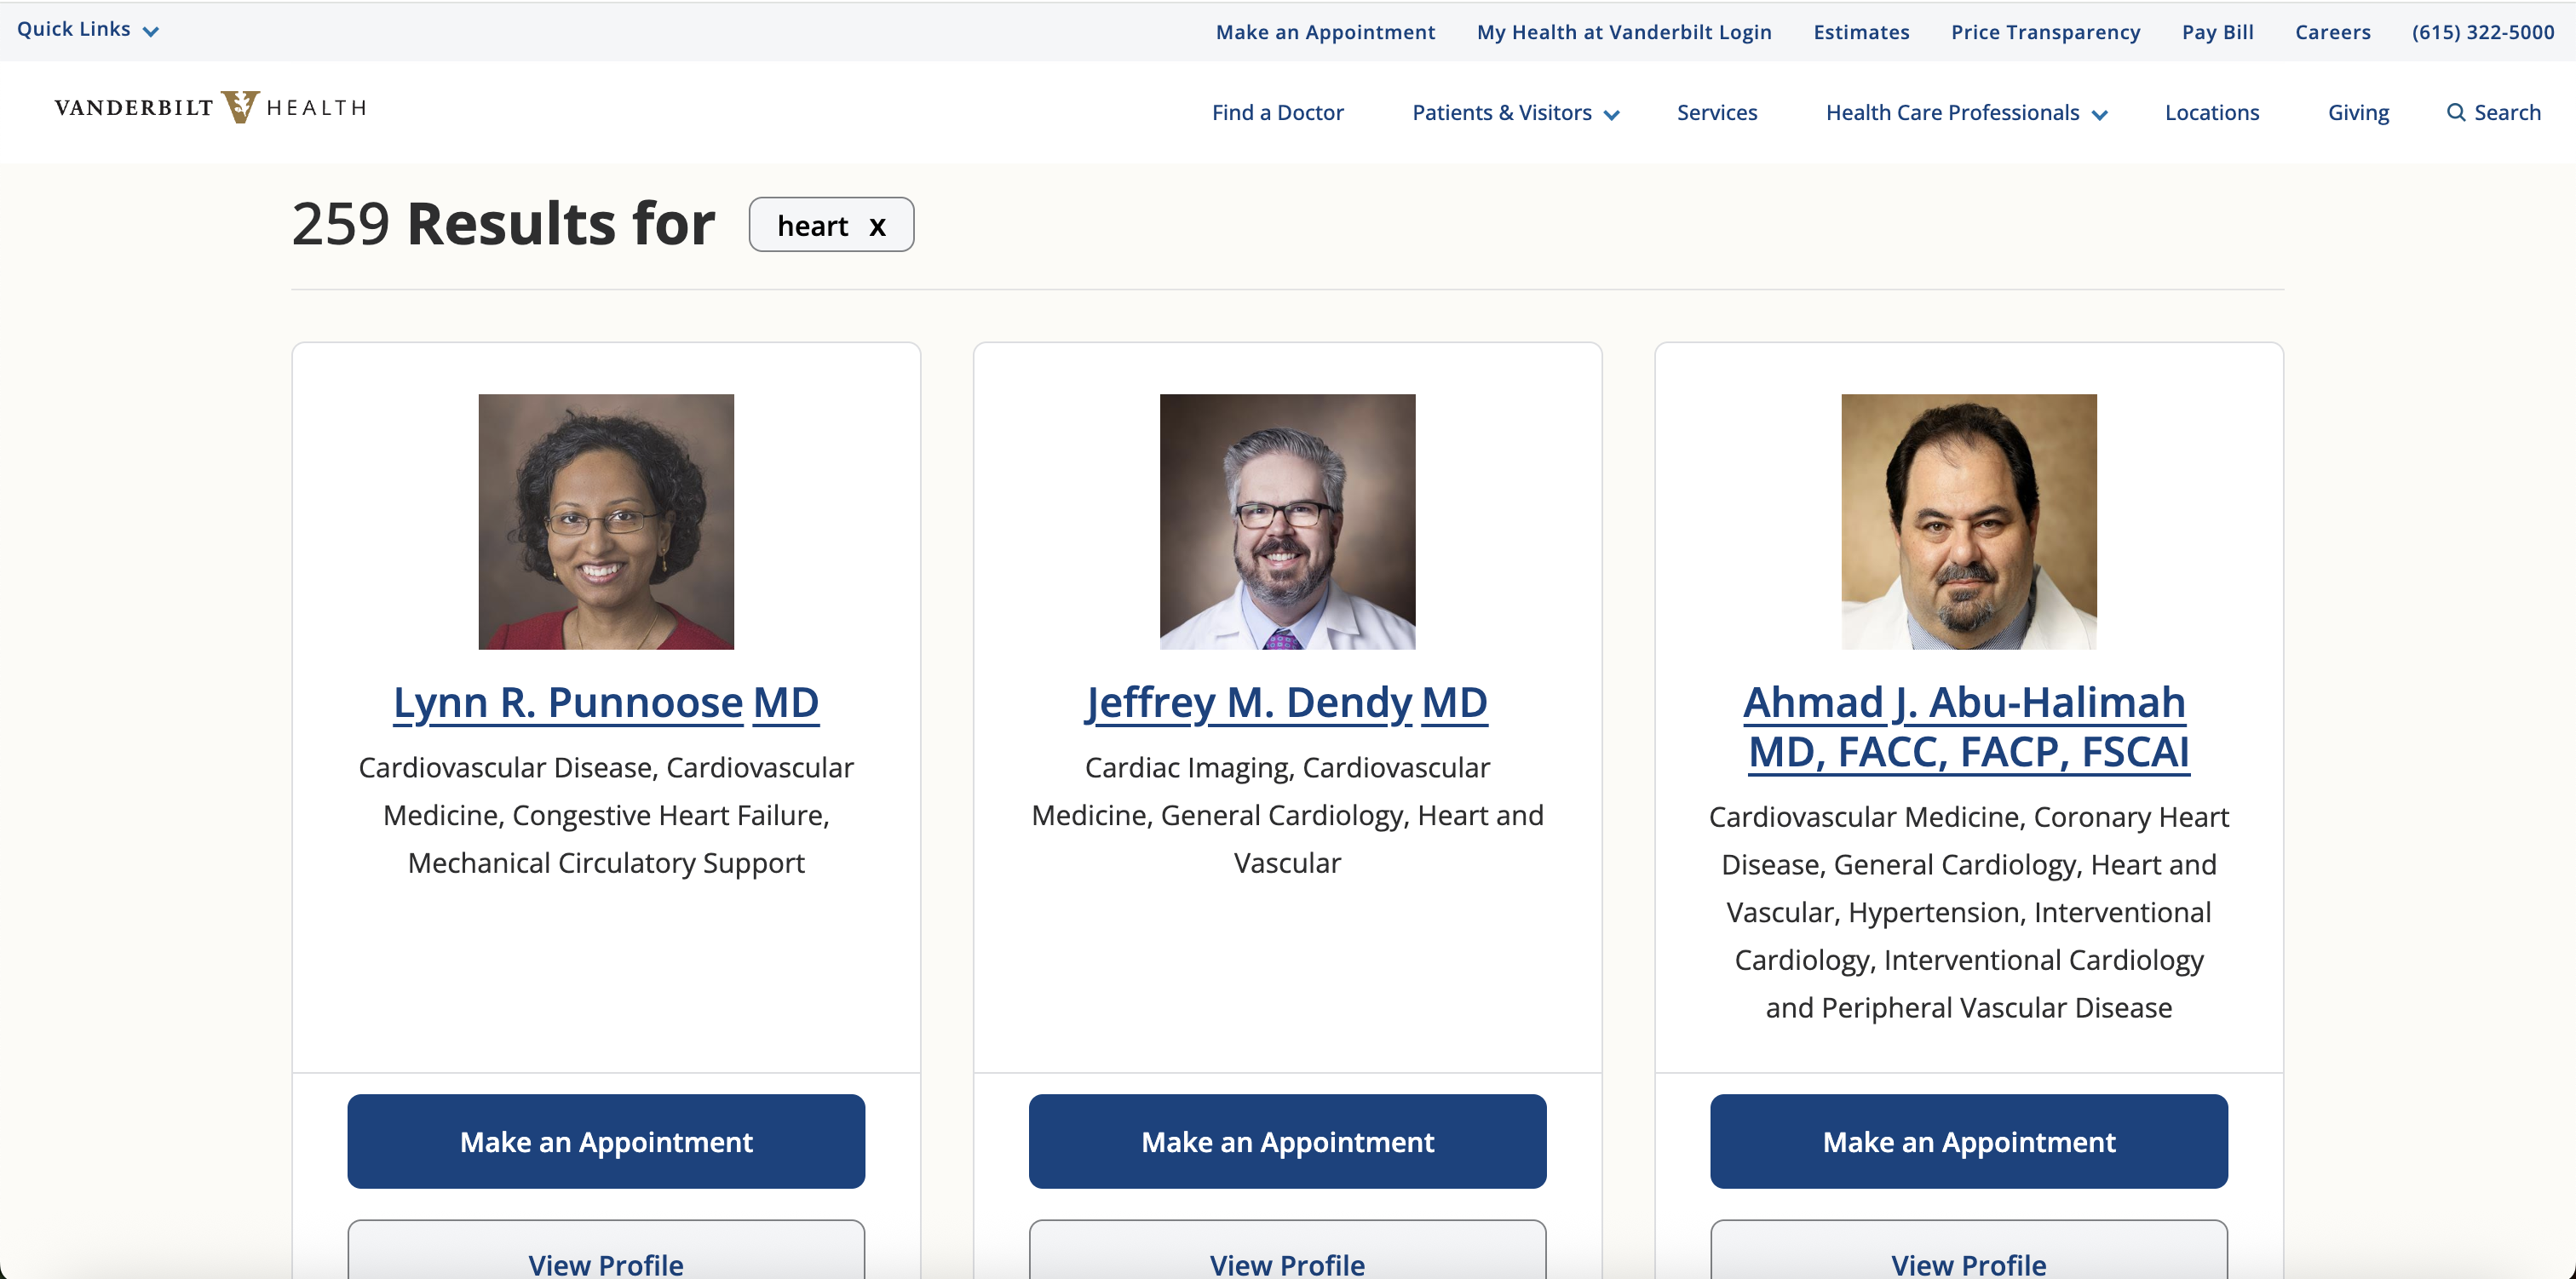 Quick Links
Make an Appointment My Health at Vanderbilt Login Estimates Price Transparency Pay Bill Careers (615) 322-5000
VANDERBILT HEALTH
Find a Doctor Patients & Visitors Services Health Care Professionals Locations Giving Search
259 Results for heart x
Lynn R. Punnoose MD
Cardiovascular Disease, Cardiovascular
Medicine, Congestive Heart Failure,
Mechanical Circulatory Support
Make an Appointment
View Profile
Jeffrey M. Dendy MD
Cardiac Imaging, Cardiovascular
Medicine, General Cardiology, Heart and
Vascular
Make an Appointment
View Profile
Ahmad J. Abu-Halimah
MD, FACC, FACP, FSCAI
Cardiovascular Medicine, Coronary Heart
Disease, General Cardiology, Heart and
Vascular, Hypertension, Interventional
Cardiology, Interventional Cardiology
and Peripheral Vascular Disease
Make an Appointment
View Profile